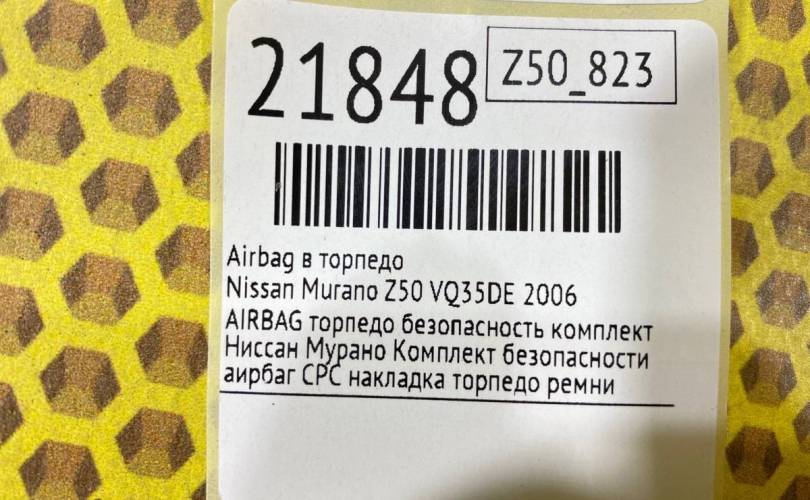 21848
Z50_823
Airbag в торпедо
Nissan Murano Z50 VQ35DE 2006
AIRBAG торпедо безопасность комплект
Ниссан Мурано Комплект безопасности
аирбаг СРС накладка торпедо ремни